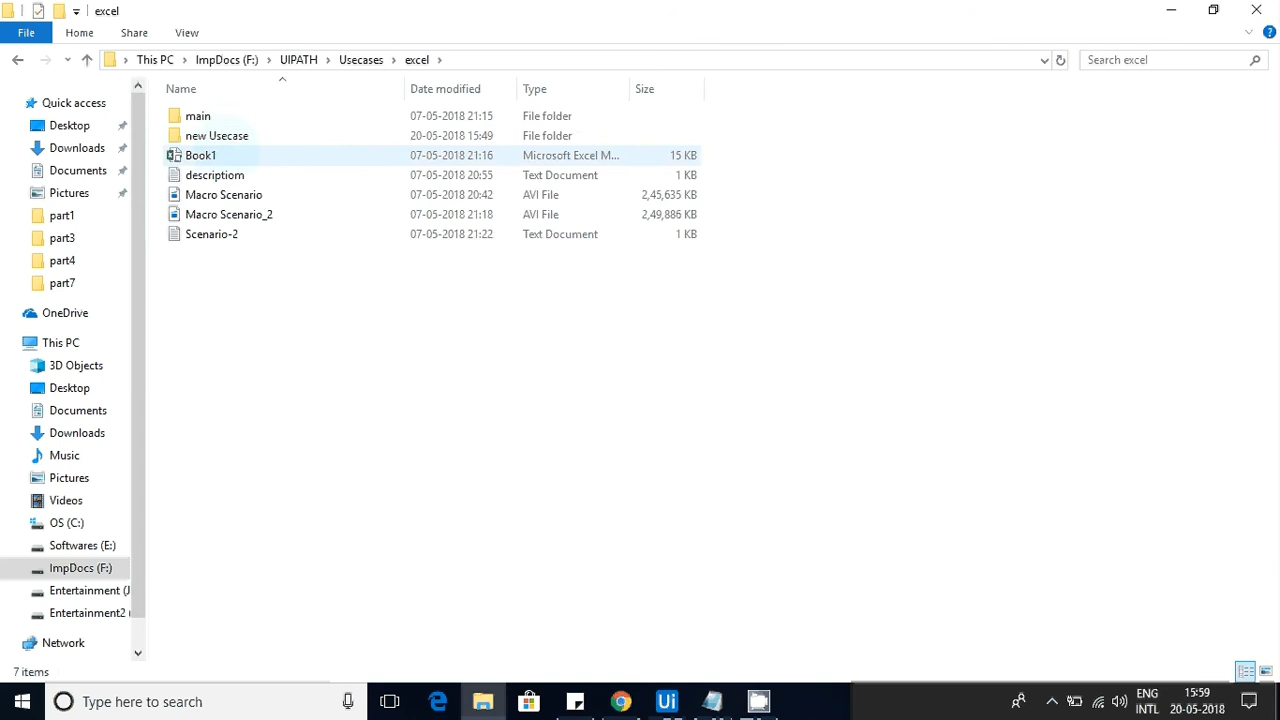 excel
File Home Share View
This PC ImpDocs (F:) UIPATH Usecases excel Search excel
Name Date modified Type Size
Quick access
Desktop
Downloads
Documents
Pictures
part1
part3
part4
part7
OneDrive
This PC
3D Objects
Desktop
Documents
Downloads
Music
Pictures
Videos
OS (C:)
Softwares (E:)
ImpDocs (F:)
Entertainment (J
Entertainment2 (
Network
main 07-05-2018 21:15 File folder
new Usecase 20-05-2018 15:49 File folder
Book1 07-05-2018 21:16 Microsoft Excel M... 15 KB
descriptiom 07-05-2018 20:55 Text Document 1 KB
Macro Scenario 07-05-2018 20:42 AVI File 2,45,635 KB
Macro Scenario_2 07-05-2018 21:18 AVI File 2,49,886 KB
Scenario-2 07-05-2018 21:22 Text Document 1 KB
7 items
Type here to search
Ui
ENG 15:59
INTL 20-05-2018